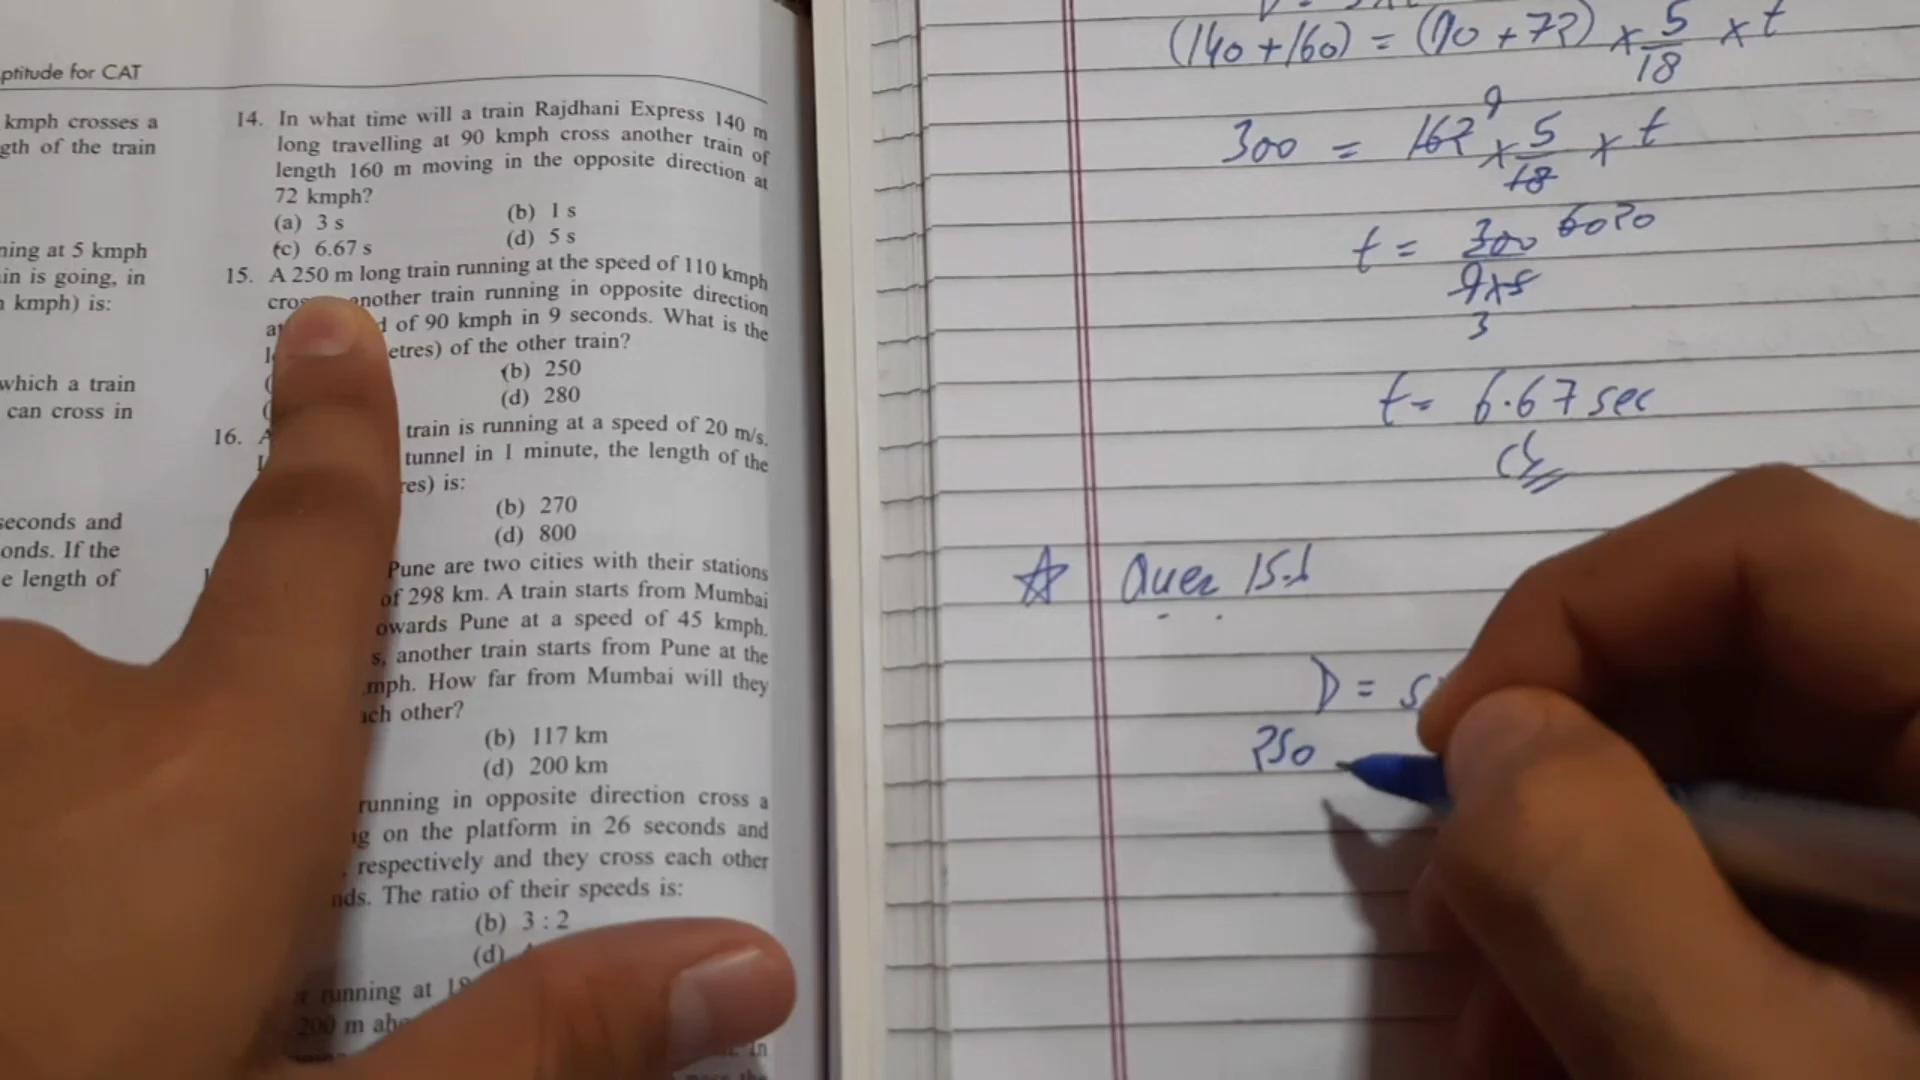 ptitude for CAT
kmph crosses a
gth of the train
ning at 5 kmph
in is going, in
kmph) is:
which a train
can cross in
seconds and
onds. If the
e length of
14. In what time will a train Rajdhani Express 140 m
long travelling at 90 kmph cross another train of
length 160 m moving in the opposite direction at
72 kmph?
(a) 3 s (b) 1 s
(c) 6.67 s (d) 5 s
15. A 250 m long train running at the speed of 110 kmph
cros another train running in opposite direction
of 90 kmph in 9 seconds. What is the
etres) of the other train?
(b) 250
(d) 280
16. A train is running at a speed of 20 m/s.
tunnel in 1 minute, the length of the
res) is:
(b) 270
(d) 800
Pune are two cities with their stations
of 298 km. A train starts from Mumbai
owards Pune at a speed of 45 kmph.
s, another train starts from Pune at the
mph. How far from Mumbai will they
ach other?
(b) 117 km
(d) 200 km
running in opposite direction cross a
ig on the platform in 26 seconds and
, respectively and they cross each other
nds. The ratio of their speeds is:
(b) 3 : 2
(d)
running at
200 m
(140+160) = (90+72) × 5/18 × t
300 = 162 9 × 5/18 × t
t = 300/9×5
3
t = 6.67 sec
☆ Ques 15.
D =
250